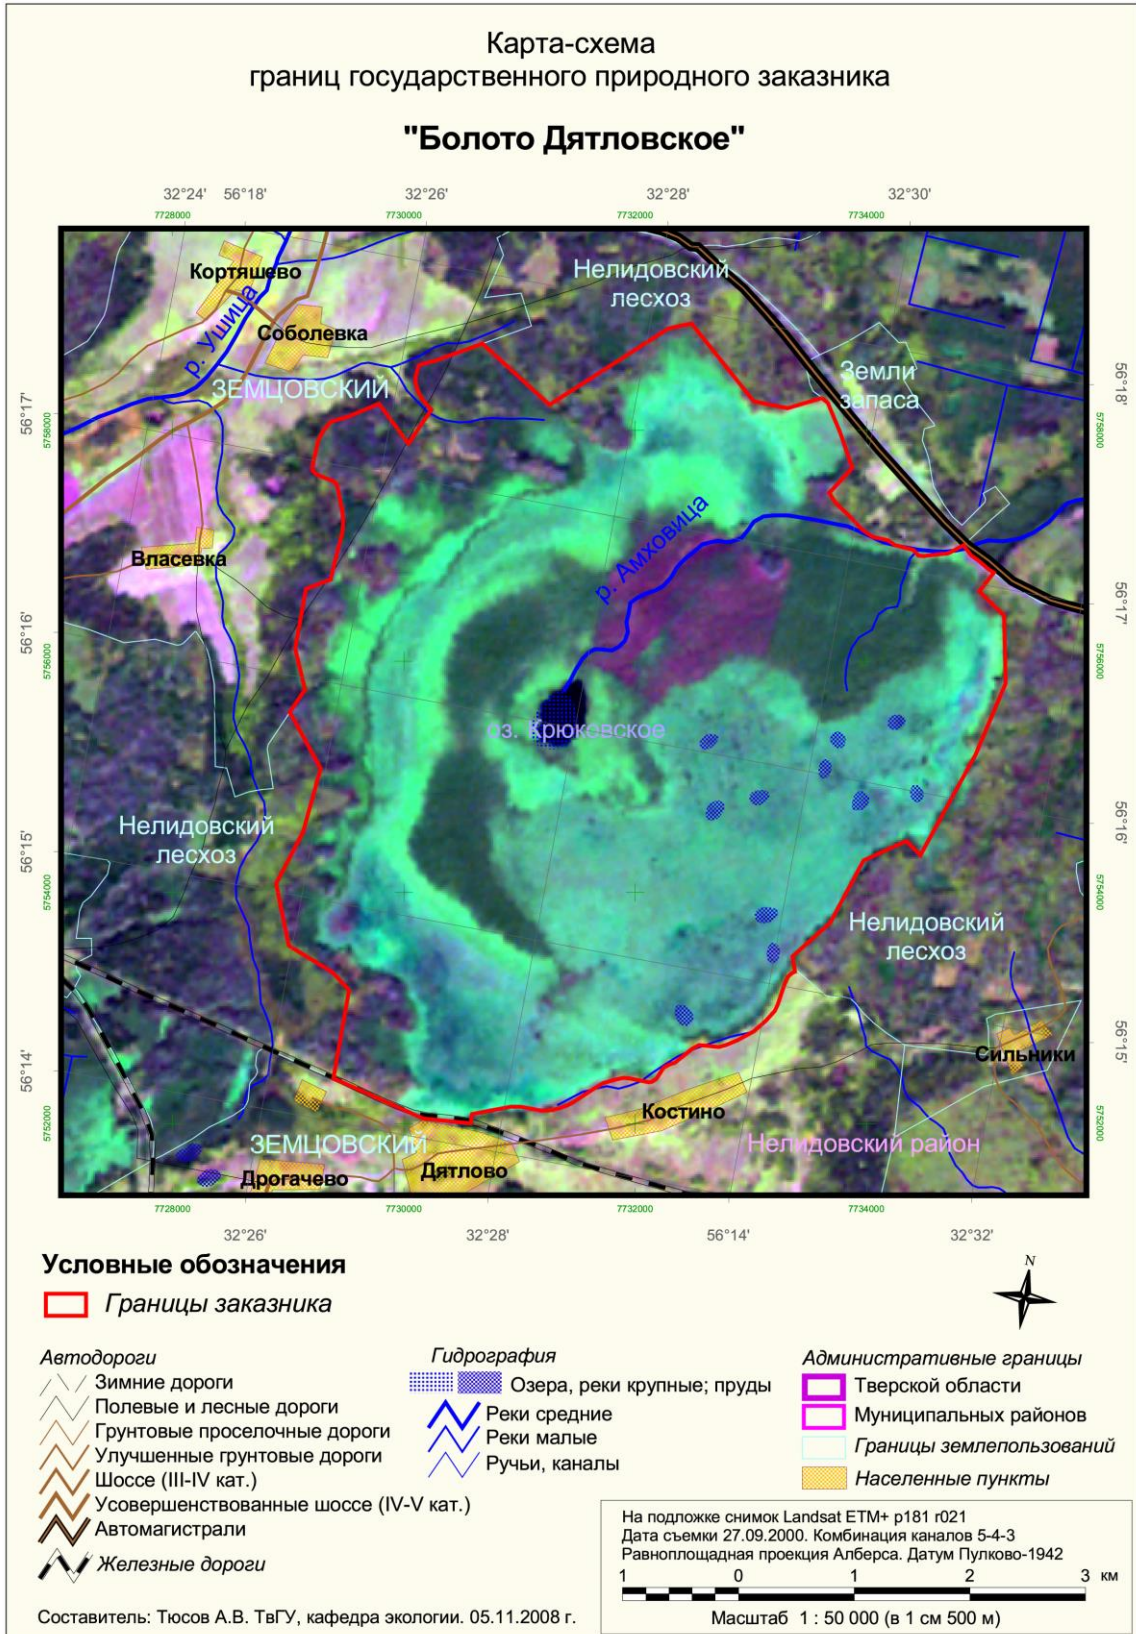 Карта-схема
границ государственного природного заказника
"Болото Дятловское"
32°24' 56°18' 32°26' 32°28' 32°30'
7728000 7730000 7732000 7734000
Кортяшево
р. Ушица
Соболевка
ЗЕМЦОВСКИЙ
Нелидовский
лесхоз
Земли
запаса
56°17'
5758000
56°18'
5758000
Власевка
р. Амховица
56°16'
5756000
56°17'
5756000
оз. Крюковское
Нелидовский
лесхоз
56°15'
5754000
56°16'
5754000
Нелидовский
лесхоз
Сильники
56°14'
5752000
56°15'
5752000
Костино
ЗЕМЦОВСКИЙ
Нелидовский район
Дрогачево
Дятлово
7728000 7730000 7732000 7734000
32°26' 32°28' 56°14' 32°32'
Условные обозначения
Границы заказника
N
Автодороги
Зимние дороги
Полевые и лесные дороги
Грунтовые проселочные дороги
Улучшенные грунтовые дороги
Шоссе (III-IV кат.)
Усовершенствованные шоссе (IV-V кат.)
Автомагистрали
Железные дороги
Гидрография
Озера, реки крупные; пруды
Реки средние
Реки малые
Ручьи, каналы
Административные границы
Тверской области
Муниципальных районов
Границы землепользований
Населенные пункты
На подложке снимок Landsat ETM+ p181 r021
Дата съемки 27.09.2000. Комбинация каналов 5-4-3
Равноплощадная проекция Алберса. Датум Пулково-1942
1 0 1 2 3 км
Масштаб 1 : 50 000 (в 1 см 500 м)
Составитель: Тюсов А.В. ТвГУ, кафедра экологии. 05.11.2008 г.